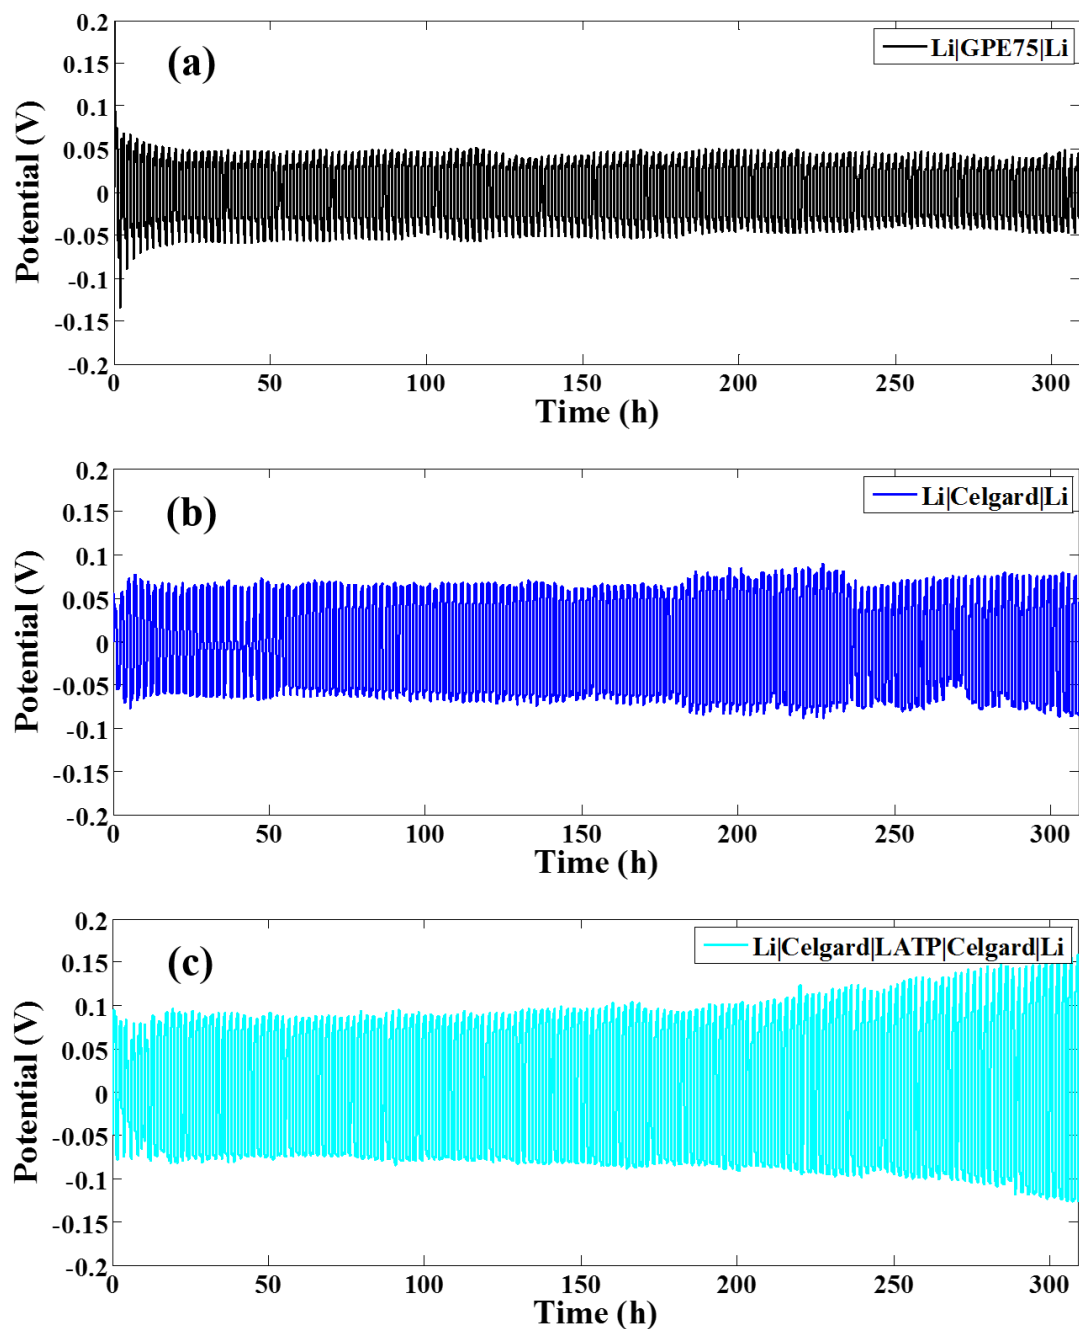 (a)
Li|GPE75|Li
Potential (V)
0.2
0.15
0.1
0.05
0
-0.05
-0.1
-0.15
-0.2
0 50 100 150 200 250 300
Time (h)
(b)
Li|Celgard|Li
Potential (V)
0.2
0.15
0.1
0.05
0
-0.05
-0.1
-0.15
-0.2
0 50 100 150 200 250 300
Time (h)
(c)
Li|Celgard|LATP|Celgard|Li
Potential (V)
0.2
0.15
0.1
0.05
0
-0.05
-0.1
-0.15
-0.2
0 50 100 150 200 250 300
Time (h)